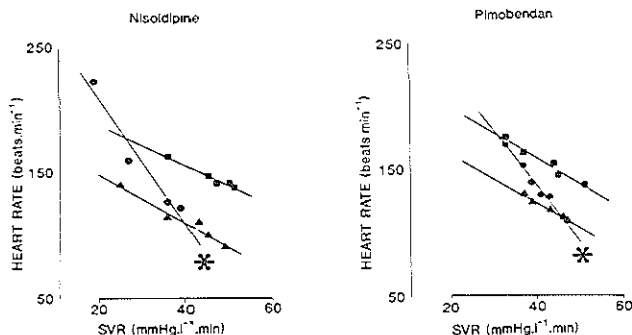 Nisoldipine
250
150
50
HEART RATE (beats.min⁻¹)
20
40
60
SVR (mmHg.l⁻¹.min)
Pimobendan
250
150
50
HEART RATE (beats.min⁻¹)
20
40
60
SVR (mmHg.l⁻¹.min)